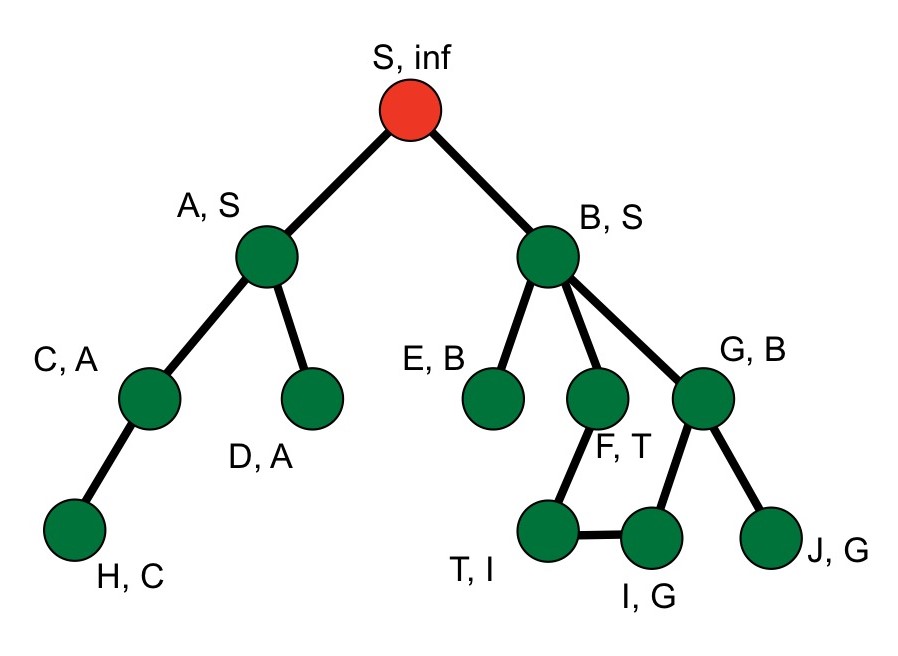 S, inf
A, S
B, S
C, A
E, B
G, B
D, A
F, T
H, C
T, I
I, G
J, G